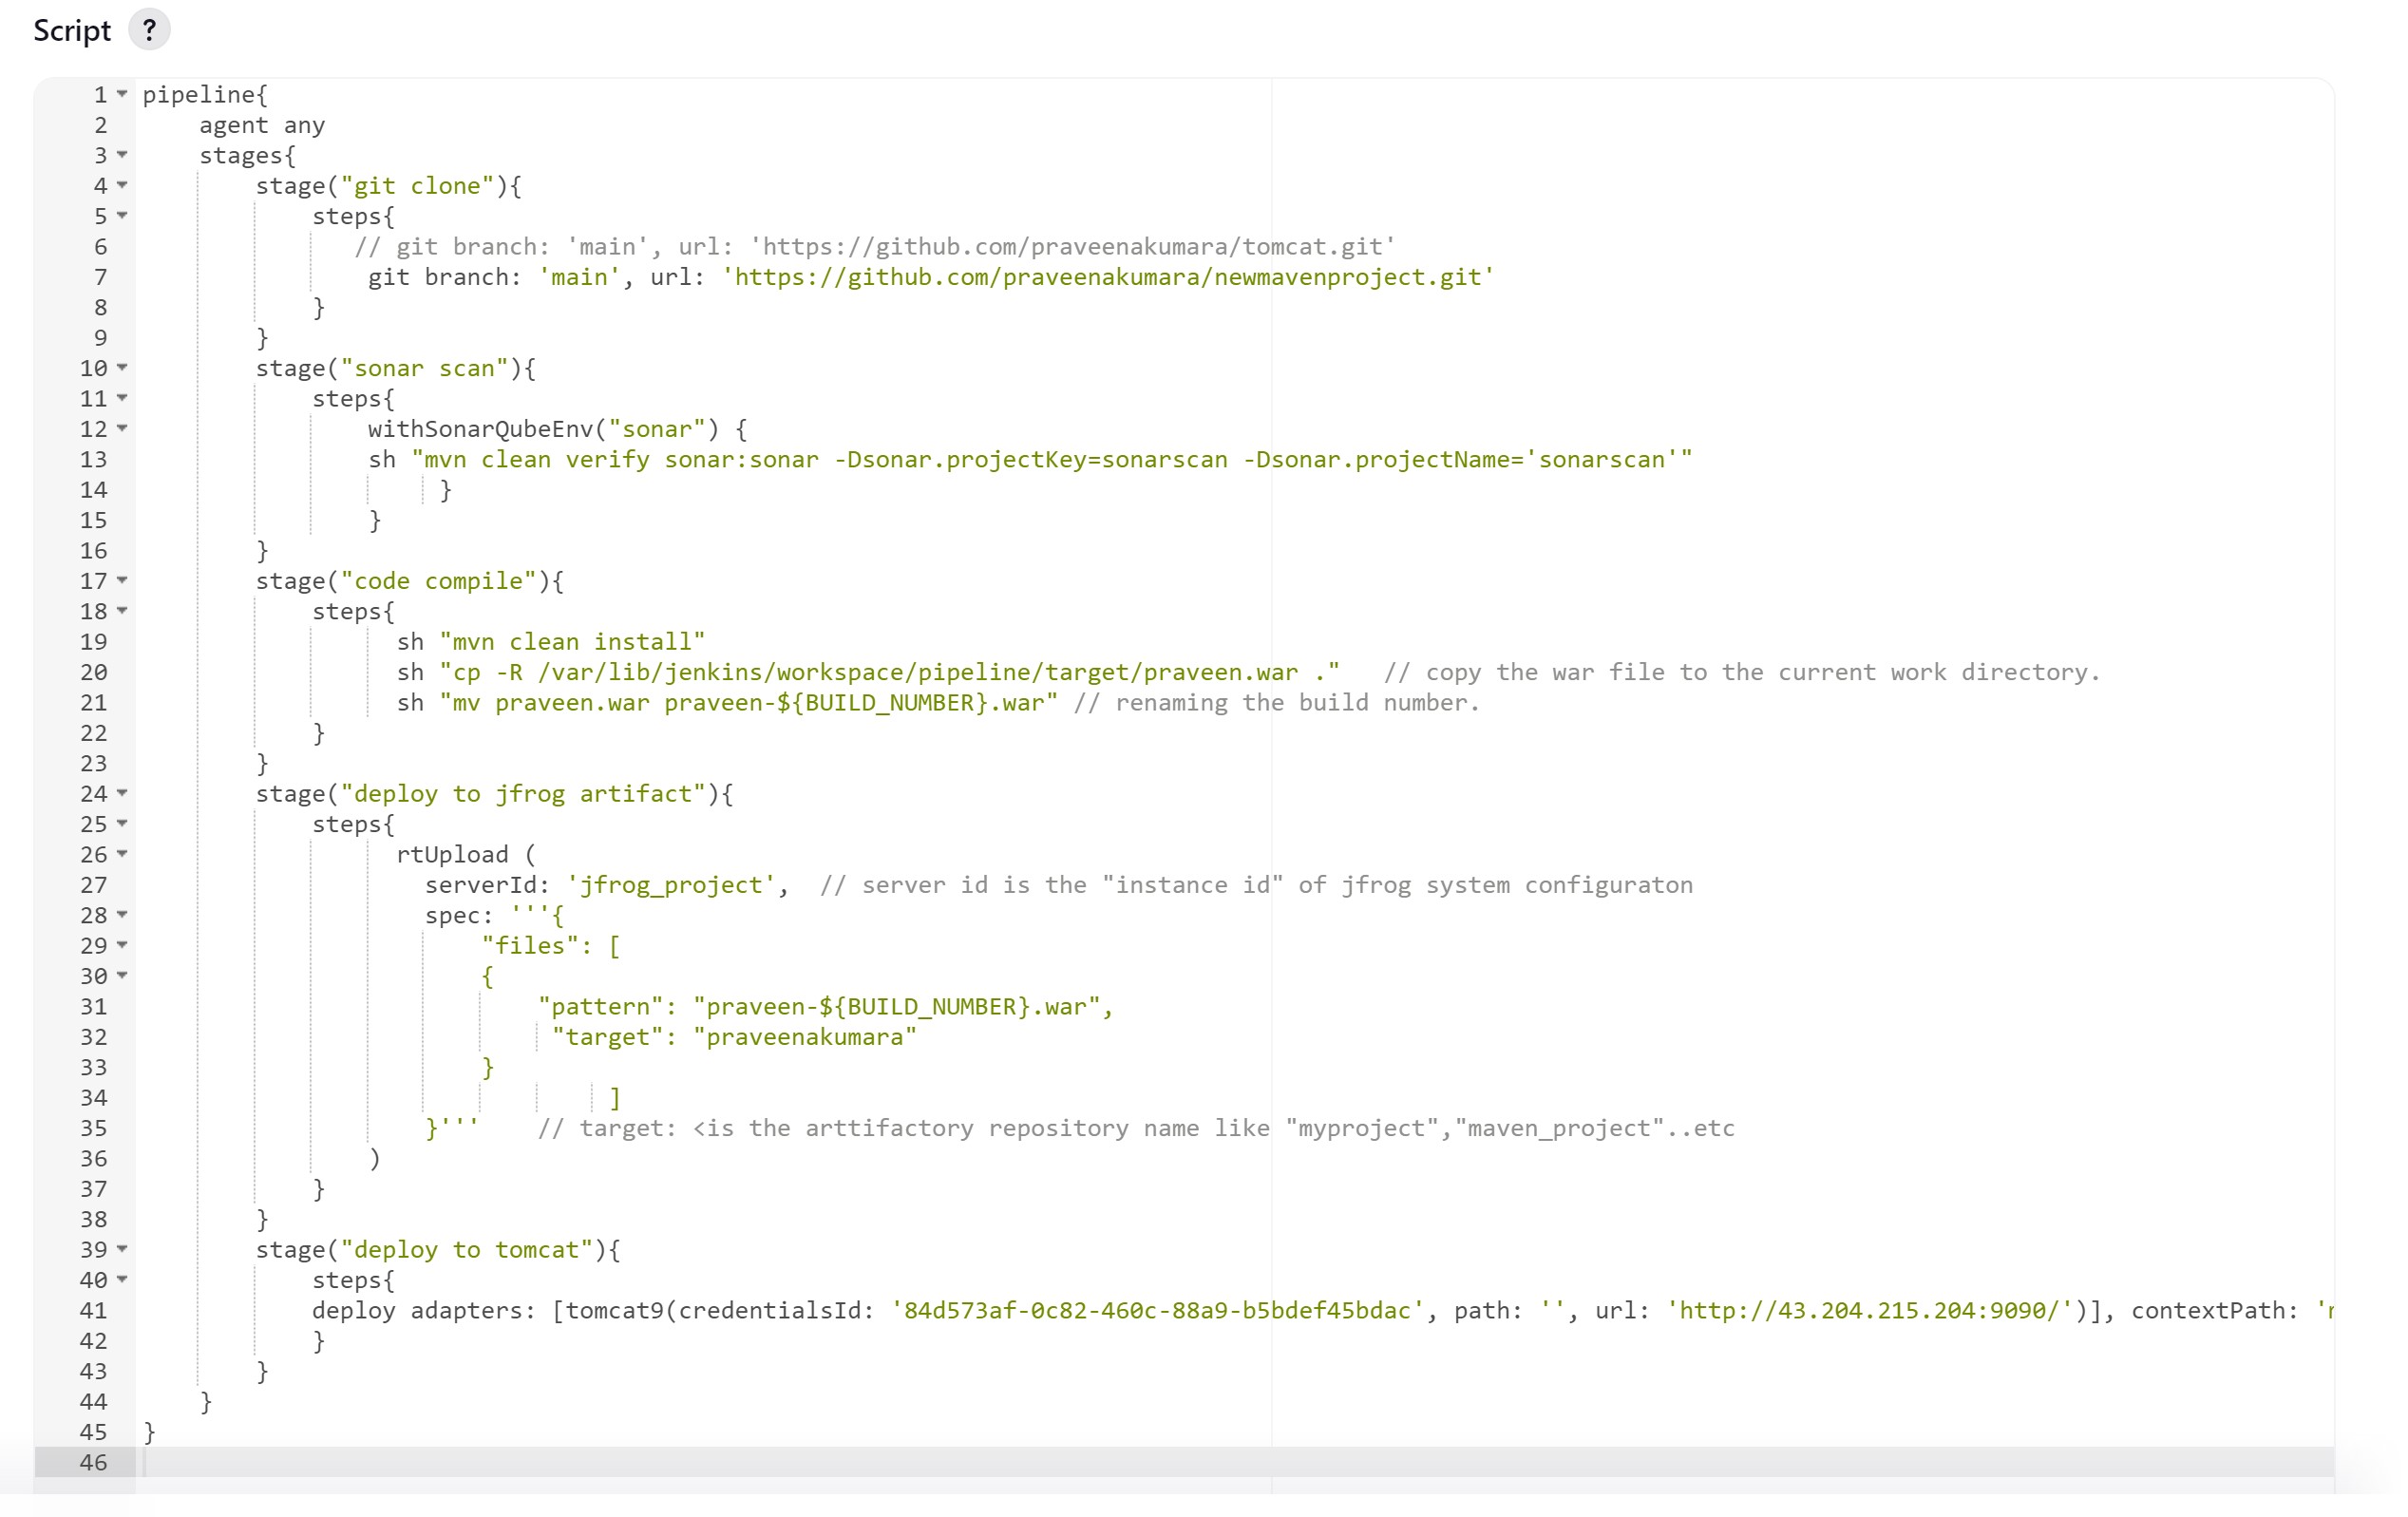 Script ?
1 pipeline{
2     agent any
3     stages{
4         stage("git clone"){
5             steps{
6                // git branch: 'main', url: 'https://github.com/praveenakumara/tomcat.git'
7                 git branch: 'main', url: 'https://github.com/praveenakumara/newmavenproject.git'
8             }
9         }
10         stage("sonar scan"){
11             steps{
12                 withSonarQubeEnv("sonar") {
13                 sh "mvn clean verify sonar:sonar -Dsonar.projectKey=sonarscan -Dsonar.projectName='sonarscan'"
14                      }
15                 }
16         }
17         stage("code compile"){
18             steps{
19                   sh "mvn clean install"
20                   sh "cp -R /var/lib/jenkins/workspace/pipeline/target/praveen.war ."   // copy the war file to the current work directory.
21                   sh "mv praveen.war praveen-${BUILD_NUMBER}.war" // renaming the build number.
22             }
23         }
24         stage("deploy to jfrog artifact"){
25             steps{
26                   rtUpload (
27                     serverId: 'jfrog_project',  // server id is the "instance id" of jfrog system configuraton
28                     spec: '''{
29                         "files": [
30                         {
31                             "pattern": "praveen-${BUILD_NUMBER}.war",
32                              "target": "praveenakumara"
33                         }
34                                  ]
35                     }'''    // target: <is the arttifactory repository name like "myproject","maven_project"..etc
36                 )
37             }
38         }
39         stage("deploy to tomcat"){
40             steps{
41             deploy adapters: [tomcat9(credentialsId: '84d573af-0c82-460c-88a9-b5bdef45bdac', path: '', url: 'http://43.204.215.204:9090/')], contextPath:
42             }
43         }
44     }
45 }
46